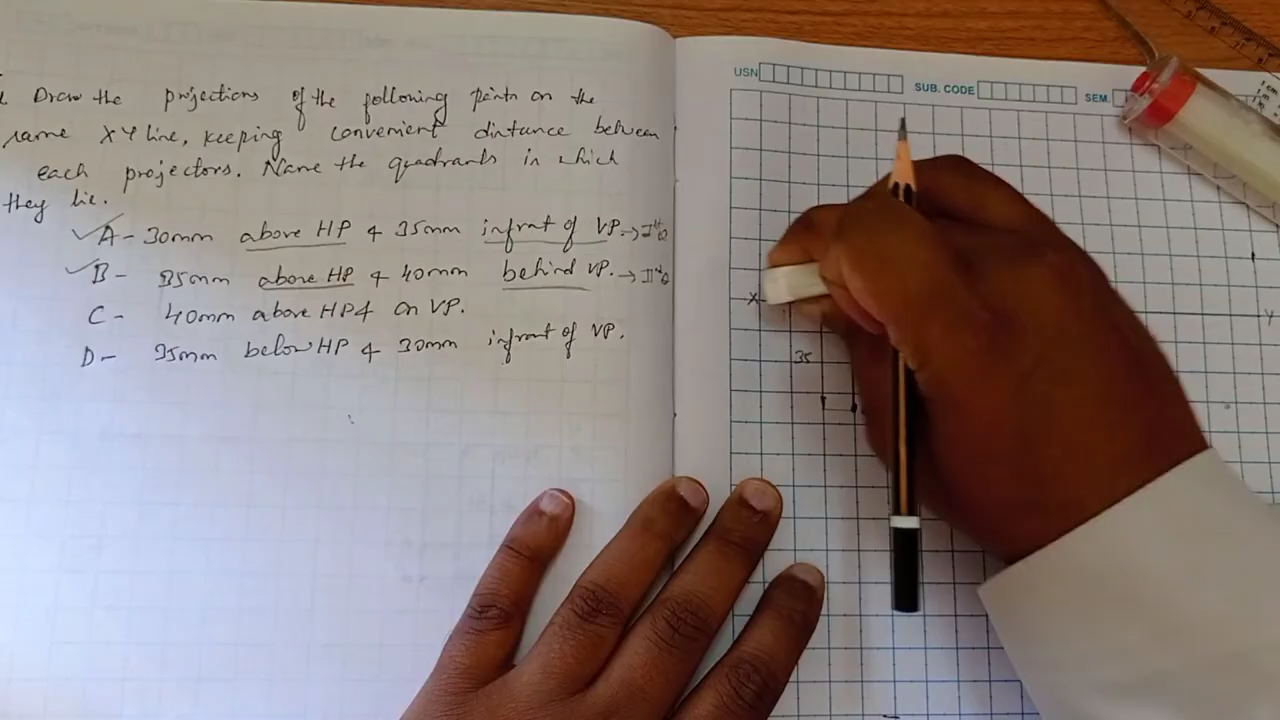 Draw the projections of the following points on the
same XY line, keeping convenient distance between
each projectors. Name the quadrants in which
they lie.
A- 30mm above HP & 35mm infront of VP. →
B- 35mm above HP & 40mm behind VP. →
C- 40mm above HP & on VP.
D- 35mm below HP & 30mm infront of VP.
USN
SUB. CODE
SEM.
X
Y
35